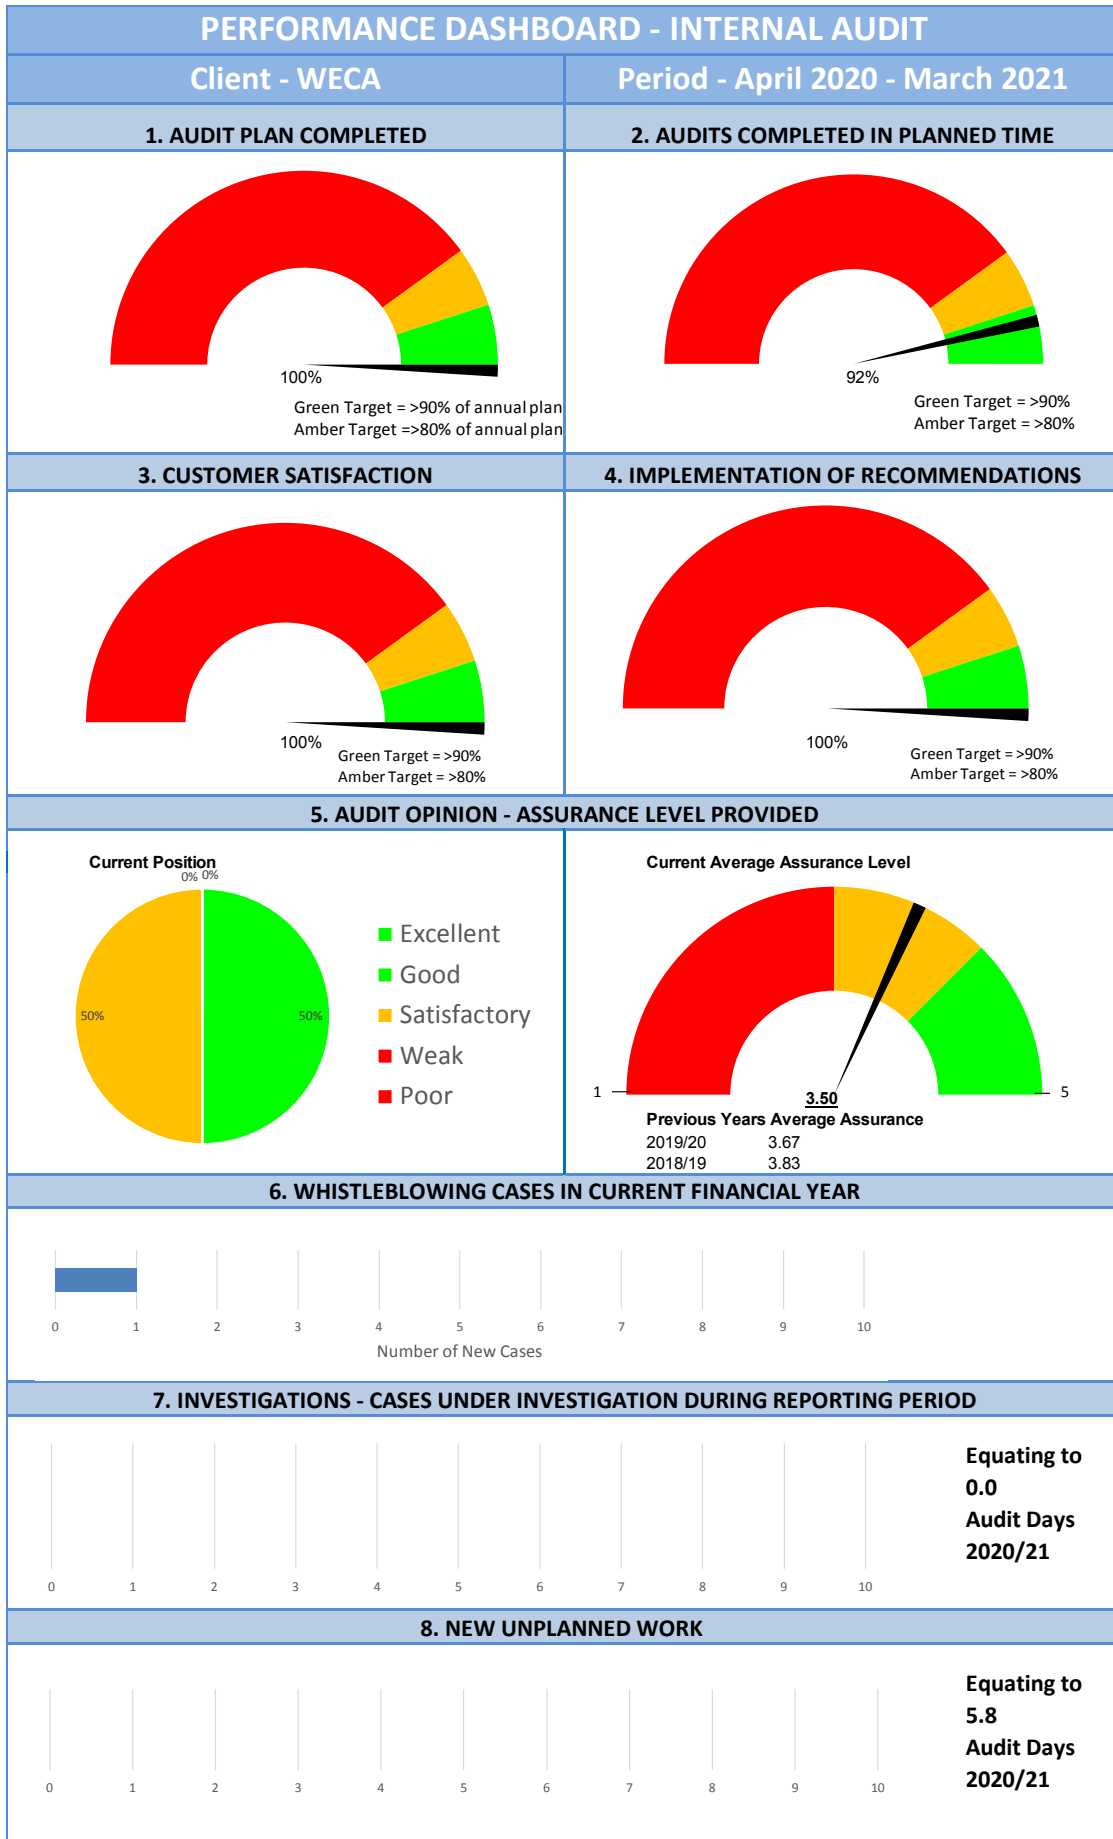 PERFORMANCE DASHBOARD - INTERNAL AUDIT
Client - WECA
Period - April 2020 - March 2021
1. AUDIT PLAN COMPLETED
2. AUDITS COMPLETED IN PLANNED TIME
100%
Green Target = >90% of annual plan
Amber Target =>80% of annual plan
92%
Green Target = >90%
Amber Target = >80%
3. CUSTOMER SATISFACTION
4. IMPLEMENTATION OF RECOMMENDATIONS
100%
Green Target = >90%
Amber Target = >80%
100%
Green Target = >90%
Amber Target = >80%
5. AUDIT OPINION - ASSURANCE LEVEL PROVIDED
Current Position
0% 0%
50% 50%
Excellent
Good
Satisfactory
Weak
Poor
Current Average Assurance Level
1 3.50 5
Previous Years Average Assurance
2019/20 3.67
2018/19 3.83
6. WHISTLEBLOWING CASES IN CURRENT FINANCIAL YEAR
0 1 2 3 4 5 6 7 8 9 10
Number of New Cases
7. INVESTIGATIONS - CASES UNDER INVESTIGATION DURING REPORTING PERIOD
0 1 2 3 4 5 6 7 8 9 10
Equating to
0.0
Audit Days
2020/21
8. NEW UNPLANNED WORK
0 1 2 3 4 5 6 7 8 9 10
Equating to
5.8
Audit Days
2020/21